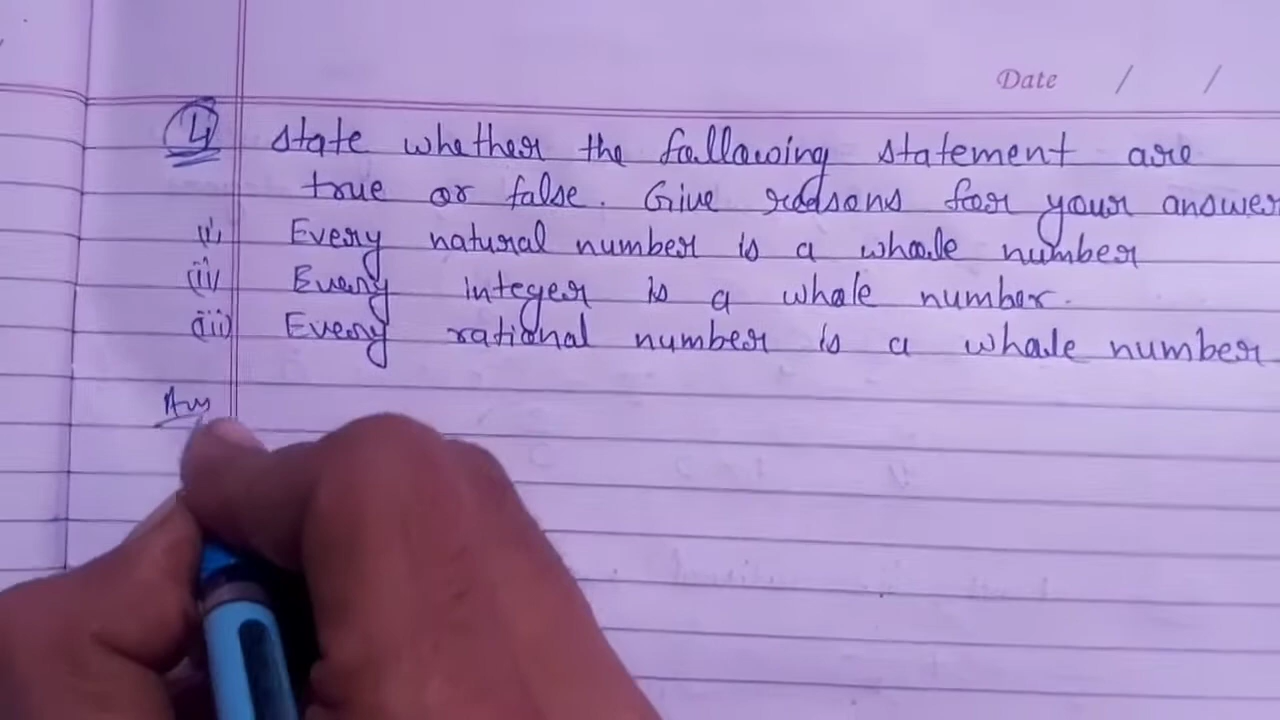 Date / /
4 State whether the following statement are
true or false. Give reasons for your answer
(i) Every natural number is a whole number
(ii) Every integer is a whole number.
(iii) Every rational number is a whole number
Ans